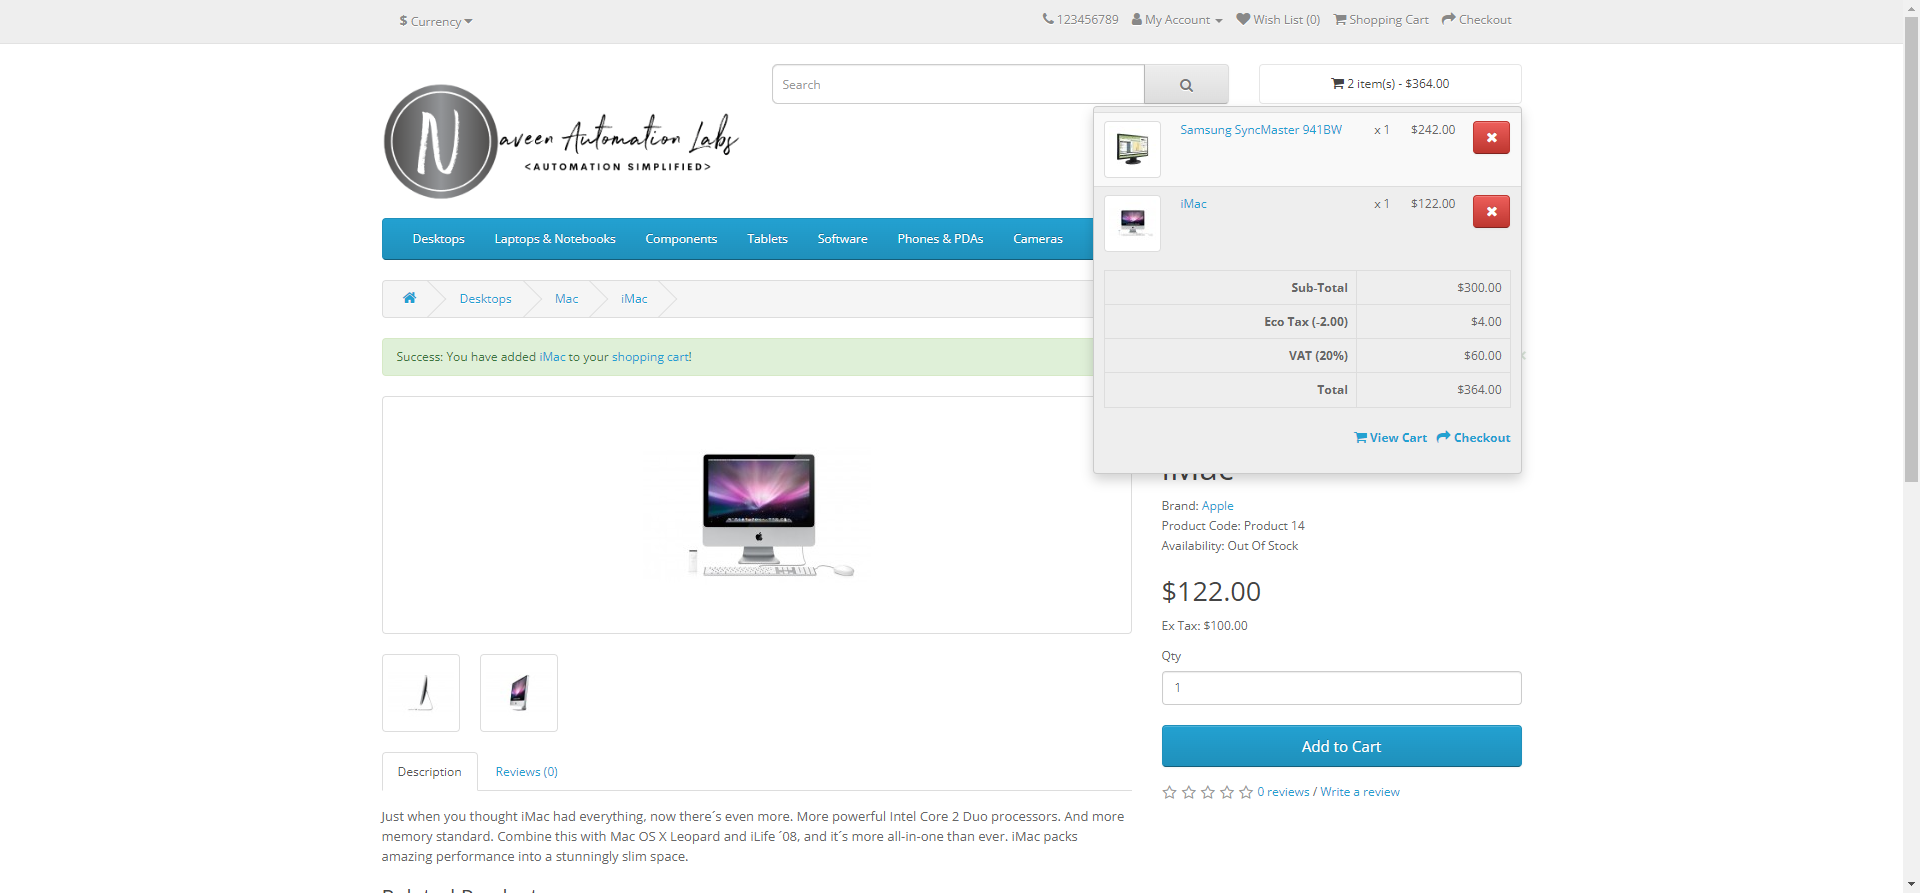 $ Currency
123456789 My Account Wish List (0) Shopping Cart Checkout
N
aveen Automation Labs
<AUTOMATION SIMPLIFIED>
Search
2 item(s) - $364.00
Samsung SyncMaster 941BW x 1 $242.00
iMac x 1 $122.00
Sub-Total $300.00
Eco Tax (-2.00) $4.00
VAT (20%) $60.00
Total $364.00
View Cart Checkout
Desktops Laptops & Notebooks Components Tablets Software Phones & PDAs Cameras
Desktops Mac iMac
Success: You have added iMac to your shopping cart!
iMac
Brand: Apple
Product Code: Product 14
Availability: Out Of Stock
$122.00
Ex Tax: $100.00
Qty
1
Add to Cart
0 reviews / Write a review
Description Reviews (0)
Just when you thought iMac had everything, now there´s even more. More powerful Intel Core 2 Duo processors. And more
memory standard. Combine this with Mac OS X Leopard and iLife ´08, and it´s more all-in-one than ever. iMac packs
amazing performance into a stunningly slim space.